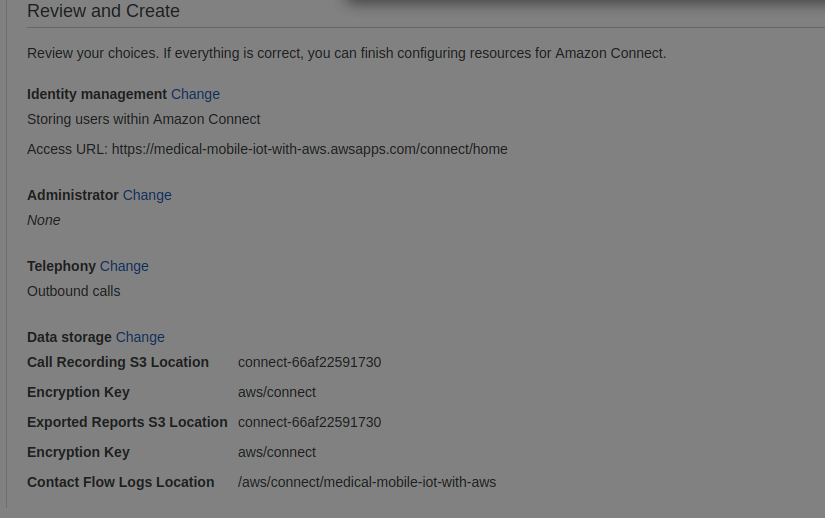 Review and Create
Review your choices. If everything is correct, you can finish configuring resources for Amazon Connect.
Identity management Change
Storing users within Amazon Connect
Access URL: https://medical-mobile-iot-with-aws.awsapps.com/connect/home
Administrator Change
None
Telephony Change
Outbound calls
Data storage Change
Call Recording S3 Location connect-66af22591730
Encryption Key aws/connect
Exported Reports S3 Location connect-66af22591730
Encryption Key aws/connect
Contact Flow Logs Location /aws/connect/medical-mobile-iot-with-aws